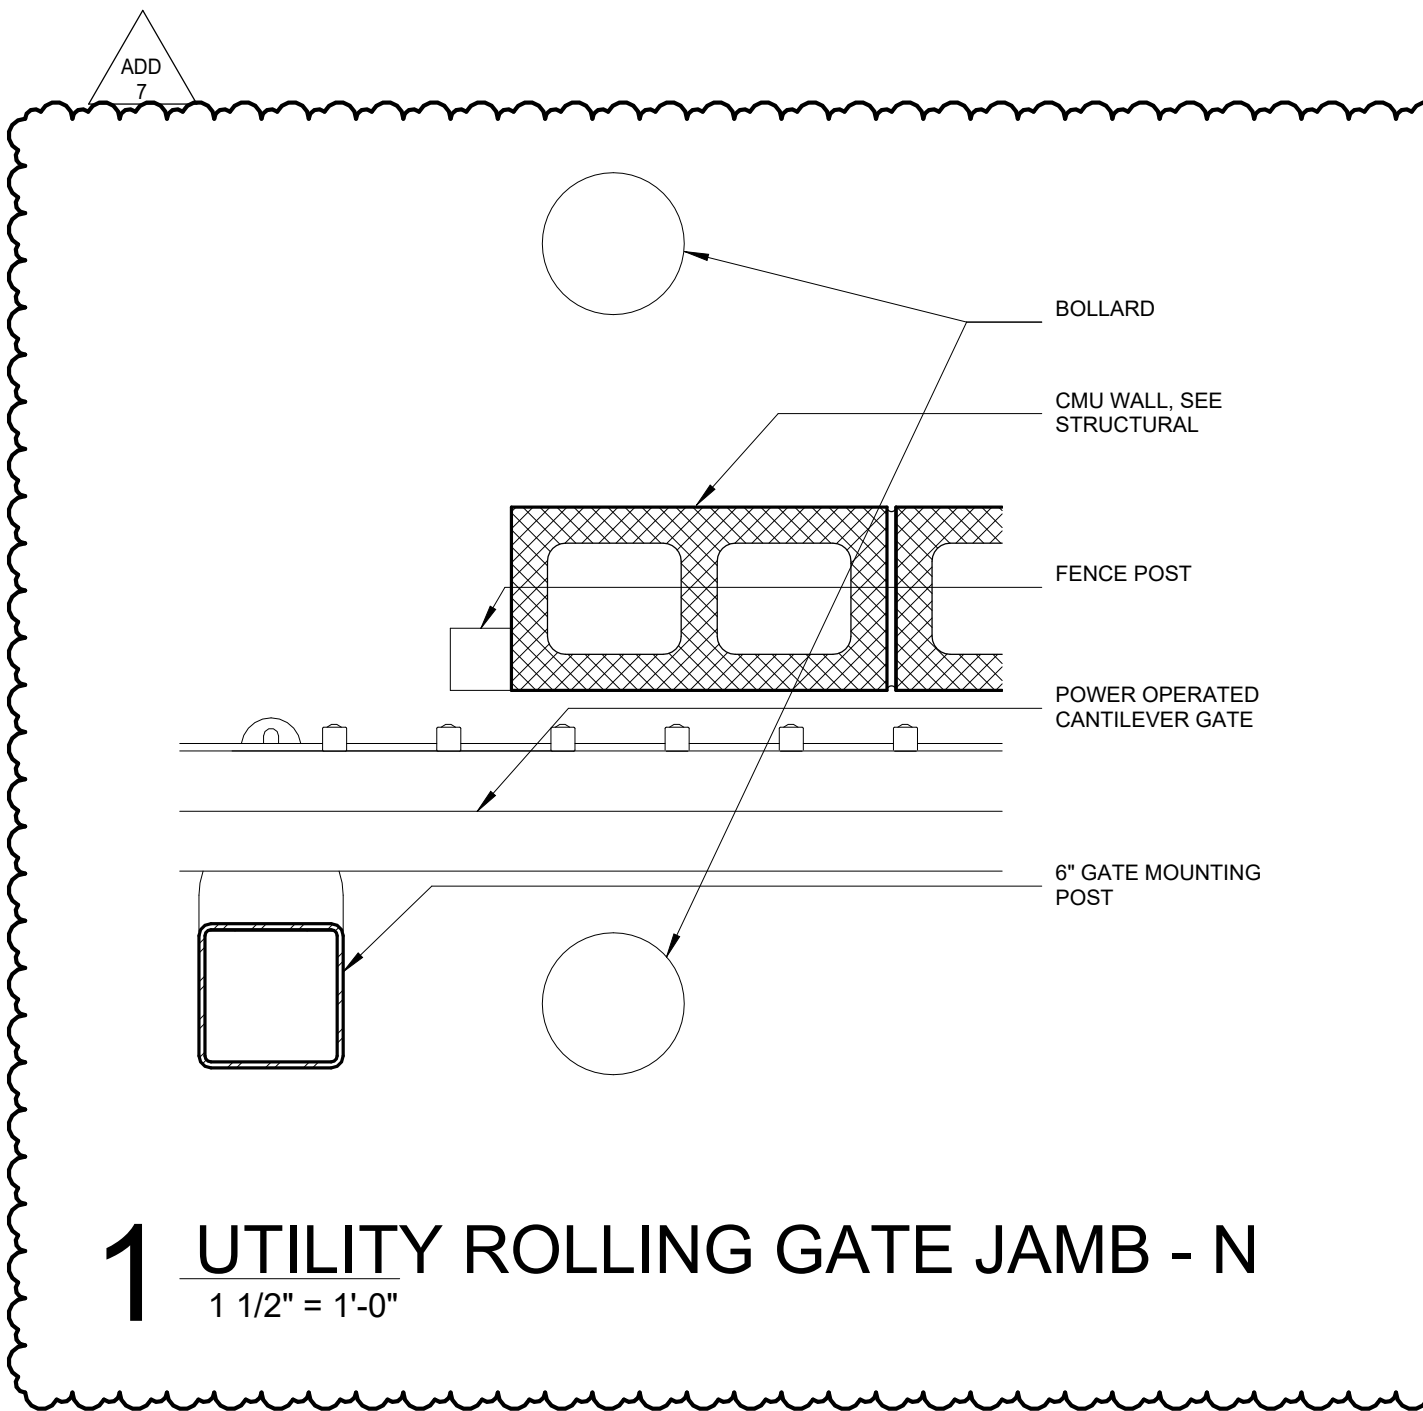 ADD
7
BOLLARD
CMU WALL, SEE
STRUCTURAL
FENCE POST
POWER OPERATED
CANTILEVER GATE
6" GATE MOUNTING
POST
1 UTILITY ROLLING GATE JAMB - N
1 1/2" = 1'-0"